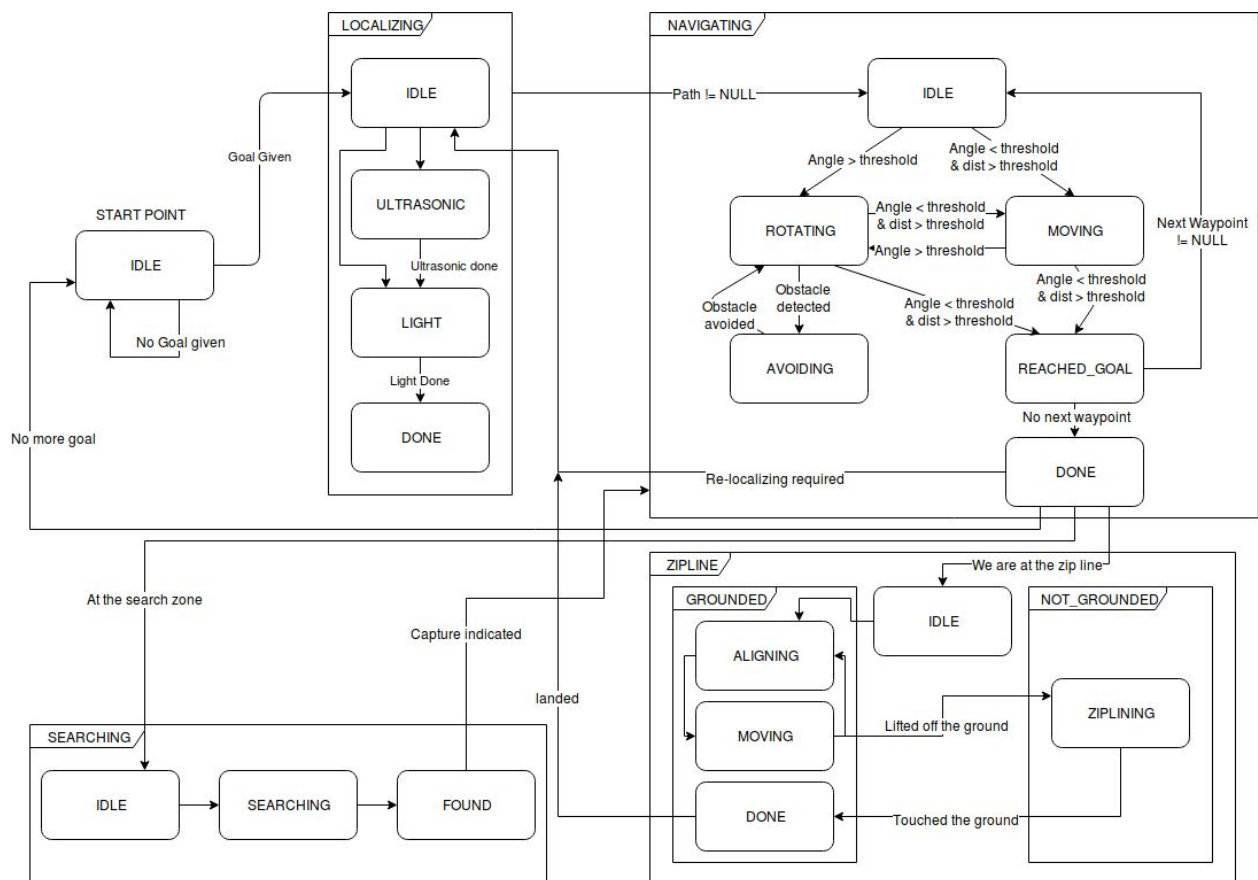 LOCALIZING
NAVIGATING
IDLE
IDLE
Path != NULL
Goal Given
Angle > threshold
Angle < threshold
& dist > threshold
ULTRASONIC
START POINT
ROTATING
Angle < threshold
& dist > threshold
MOVING
Next Waypoint
!= NULL
IDLE
Angle > threshold
Ultrasonic done
Obstacle
detected
Angle < threshold
& dist > threshold
Obstacle
avoided
Angle < threshold
& dist > threshold
LIGHT
No Goal given
AVOIDING
REACHED_GOAL
Light Done
No next waypoint
No more goal
DONE
Re-localizing required
DONE
ZIPLINE
We are at the zip line
At the search zone
GROUNDED
NOT_GROUNDED
IDLE
Capture indicated
ALIGNING
landed
ZIPLINING
Lifted off the ground
SEARCHING
MOVING
IDLE
SEARCHING
FOUND
DONE
Touched the ground